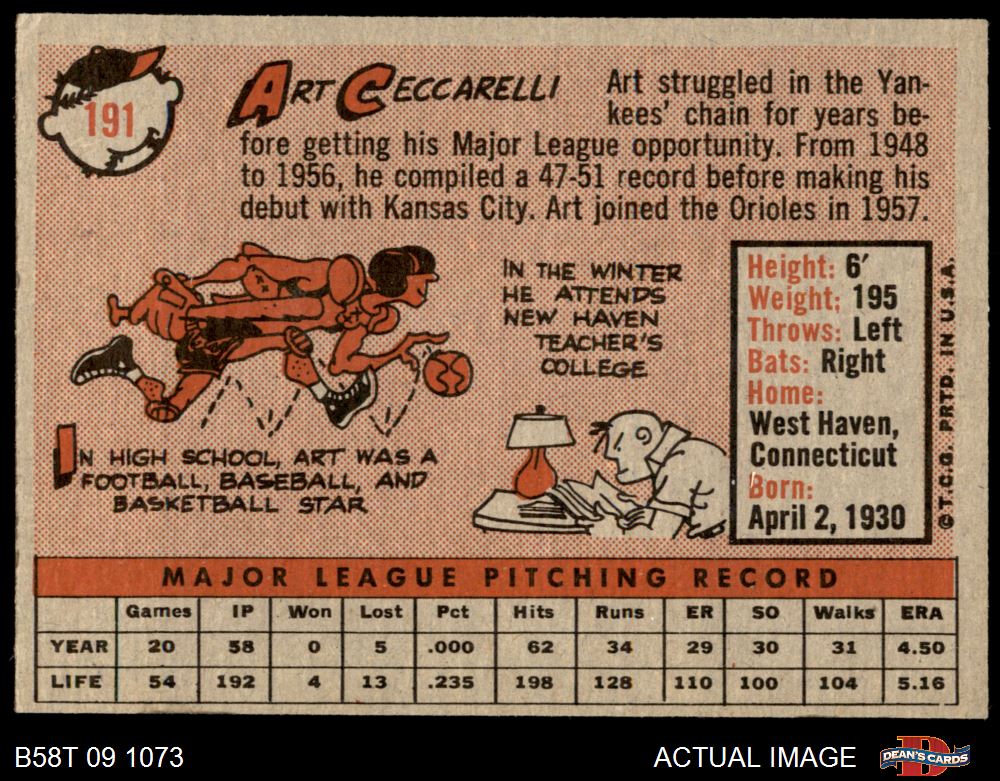 191
ART CECCARELLI
Art struggled in the Yan-
kees' chain for years be-
fore getting his Major League opportunity. From 1948
to 1956, he compiled a 47-51 record before making his
debut with Kansas City. Art joined the Orioles in 1957.
IN HIGH SCHOOL, ART WAS A
FOOTBALL, BASEBALL, AND
BASKETBALL STAR
IN THE WINTER
HE ATTENDS
NEW HAVEN
TEACHER'S
COLLEGE
Height: 6'
Weight: 195
Throws: Left
Bats: Right
Home:
West Haven,
Connecticut
Born:
April 2, 1930
© T.C.G. PRTD. IN U.S.A.
MAJOR LEAGUE PITCHING RECORD
Games IP Won Lost Pct Hits Runs ER SO Walks ERA
YEAR 20 58 0 5 .000 62 34 29 30 31 4.50
LIFE 54 192 4 13 .235 198 128 110 100 104 5.16
B58T 09 1073
ACTUAL IMAGE
D
DEAN'S CARDS